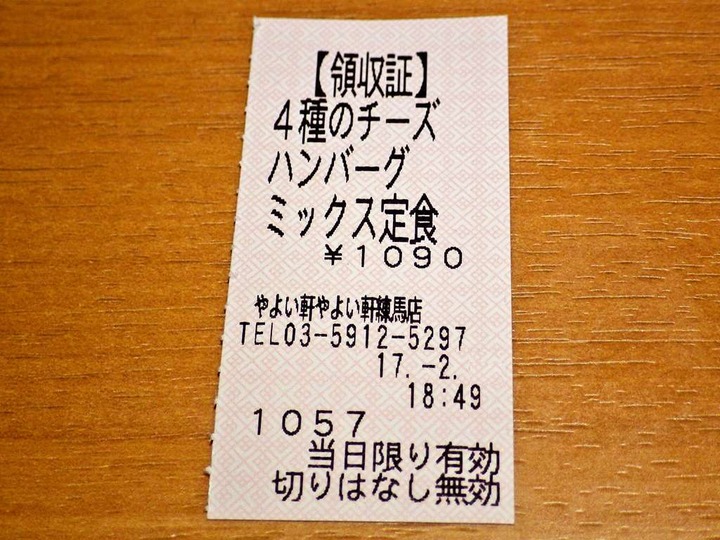 【領収証】
4種のチーズ
ハンバーグ
ミックス定食
¥1090
やよい軒やよい軒練馬店
TEL03-5912-5297
17.-2.
18:49
1057
当日限り有効
切りはなし無効